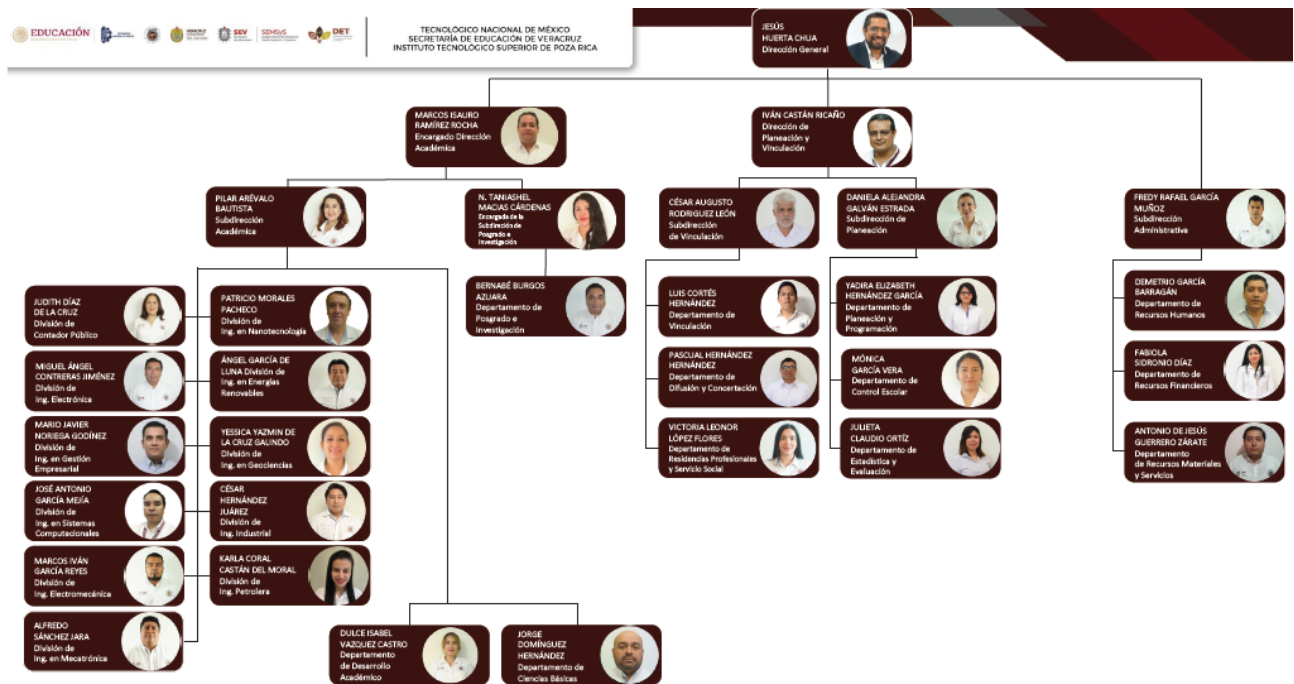 EDUCACIÓN
VERACRUZ
SEV
SEMSyS
DET
TECNOLÓGICO NACIONAL DE MÉXICO
SECRETARÍA DE EDUCACIÓN DE VERACRUZ
INSTITUTO TECNOLÓGICO SUPERIOR DE POZA RICA
JESÚS
HUERTA CHUA
Dirección General
MARCOS ISAURO
RAMÍREZ ROCHA
Encargado Dirección
Académica
IVÁN CASTÁN RICAÑO
Dirección de
Planeación y
Vinculación
PILAR ARÉVALO
BAUTISTA
Subdirección
Académica
N. TANIASHEL
MACIAS CÁRDENAS
Encargada de la
Subdirección de
Posgrado e
Investigación
CÉSAR AUGUSTO
RODRIGUEZ LEÓN
Subdirección
de Vinculación
DANIELA ALEJANDRA
GALVÁN ESTRADA
Subdirección de
Planeación
FREDY RAFAEL GARCÍA
MUÑOZ
Subdirección
Administrativa
BERNABÉ BURGOS
AZUARA
Departamento de
Posgrado e
Investigación
JUDITH DÍAZ
DE LA CRUZ
División de
Contador Público
PATRICIO MORALES
PACHECO
División de
Ing. en Nanotecnología
MIGUEL ÁNGEL
CONTRERAS JIMÉNEZ
División de
Ing. Electrónica
ÁNGEL GARCÍA DE
LUNA División de
Ing. en Energías
Renovables
MARIO JAVIER
NORIEGA GODÍNEZ
División de
Ing. en Gestión
Empresarial
YESSICA YAZMIN DE
LA CRUZ GALINDO
División de
Ing. en Geociencias
JOSÉ ANTONIO
GARCÍA MEJÍA
División de
Ing. en Sistemas
Computacionales
CÉSAR
HERNÁNDEZ
JUÁREZ
División de
Ing. Industrial
MARCOS IVÁN
GARCÍA REYES
División de
Ing. Electromecánica
KARLA CORAL
CASTÁN DEL MORAL
División de
Ing. Petrolera
ALFREDO
SÁNCHEZ JARA
División de
Ing. en Mecatrónica
DULCE ISABEL
VAZQUEZ CASTRO
Departamento
de Desarrollo
Académico
JORGE
DOMÍNGUEZ
HERNÁNDEZ
Departamento de
Ciencias Básicas
LUIS CORTÉS
HERNÁNDEZ
Departamento de
Vinculación
PASCUAL HERNÁNDEZ
HERNÁNDEZ
Departamento de
Difusión y Concertación
VICTORIA LEONOR
LÓPEZ FLORES
Departamento de
Residencias Profesionales
y Servicio Social
YADIRA ELIZABETH
HERNÁNDEZ GARCÍA
Departamento de
Planeación y
Programación
MÓNICA
GARCÍA VERA
Departamento de
Control Escolar
JULIETA
CLAUDIO ORTÍZ
Departamento de
Estadística y
Evaluación
DEMETRIO GARCÍA
BARRAGÁN
Departamento de
Recursos Humanos
FABIOLA
SIDRONIO DÍAZ
Departamento de
Recursos Financieros
ANTONIO DE JESÚS
GUERRERO ZÁRATE
Departamento
de Recursos Materiales
y Servicios